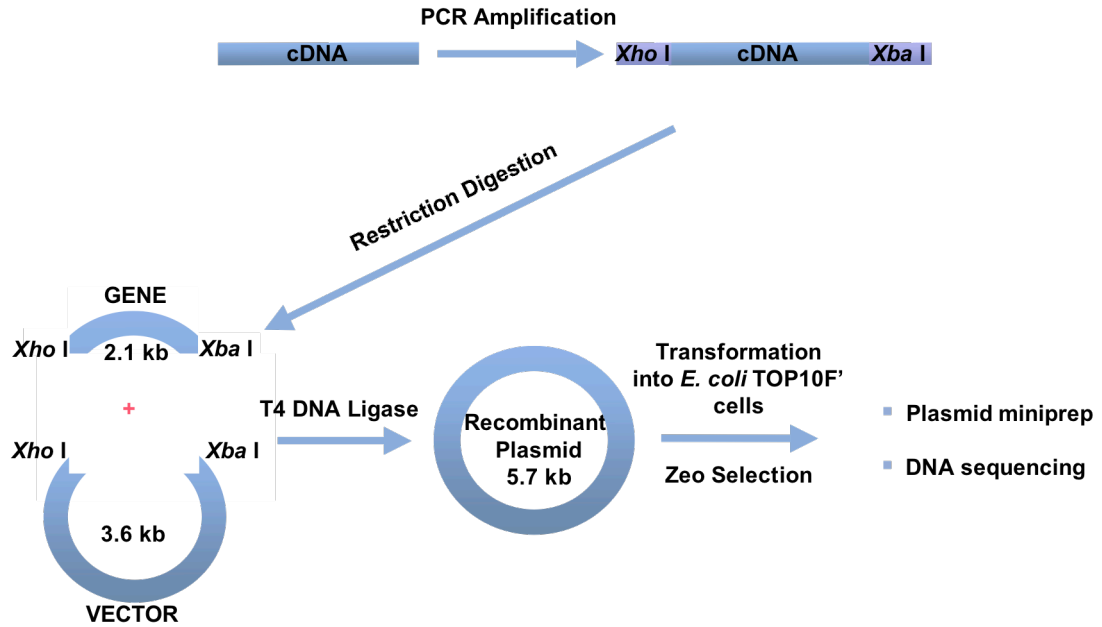 PCR Amplification
cDNA
Xho I
cDNA
Xba I
Restriction Digestion
GENE
Xho I
2.1 kb
Xba I
+
Xho I
Xba I
3.6 kb
VECTOR
T4 DNA Ligase
Recombinant
Plasmid
5.7 kb
Transformation
into E. coli TOP10F’
cells
Zeo Selection
Plasmid miniprep
DNA sequencing